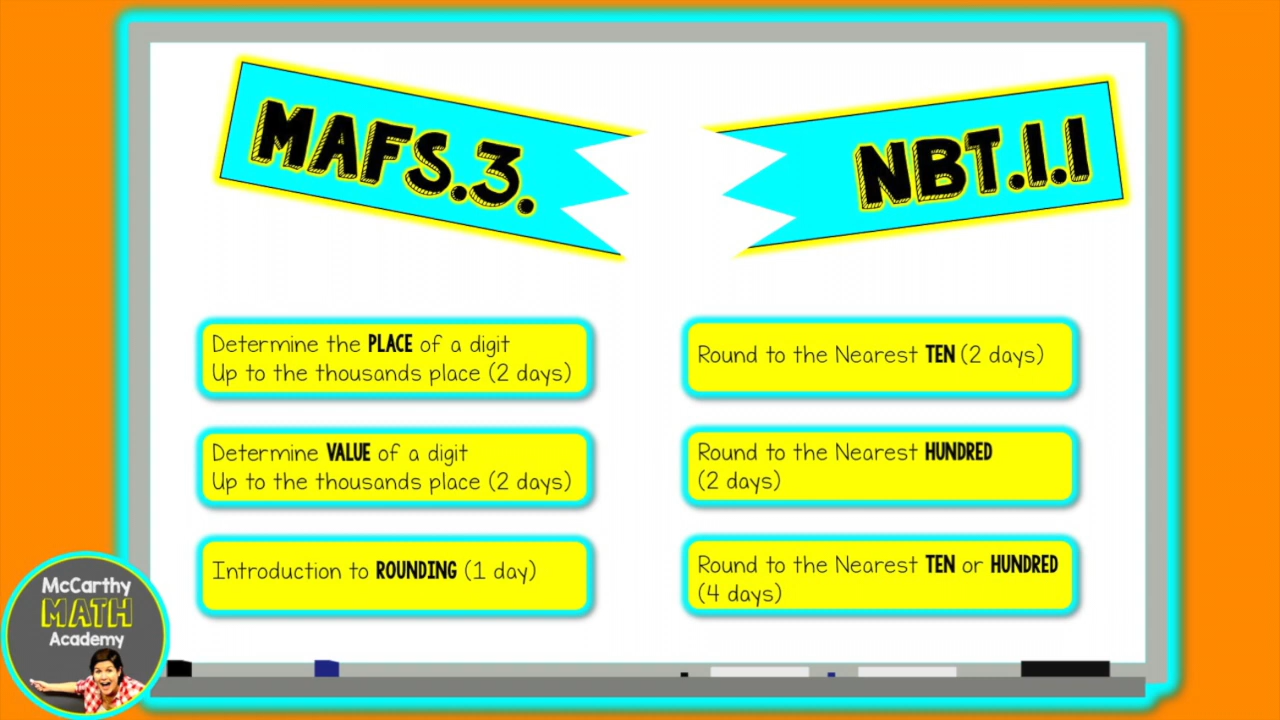 MAFS.3.
NBT.1.1
Determine the PLACE of a digit
Up to the thousands place (2 days)
Determine VALUE of a digit
Up to the thousands place (2 days)
Introduction to ROUNDING (1 day)
Round to the Nearest TEN (2 days)
Round to the Nearest HUNDRED
(2 days)
Round to the Nearest TEN or HUNDRED
(4 days)
McCarthy
MATH
Academy